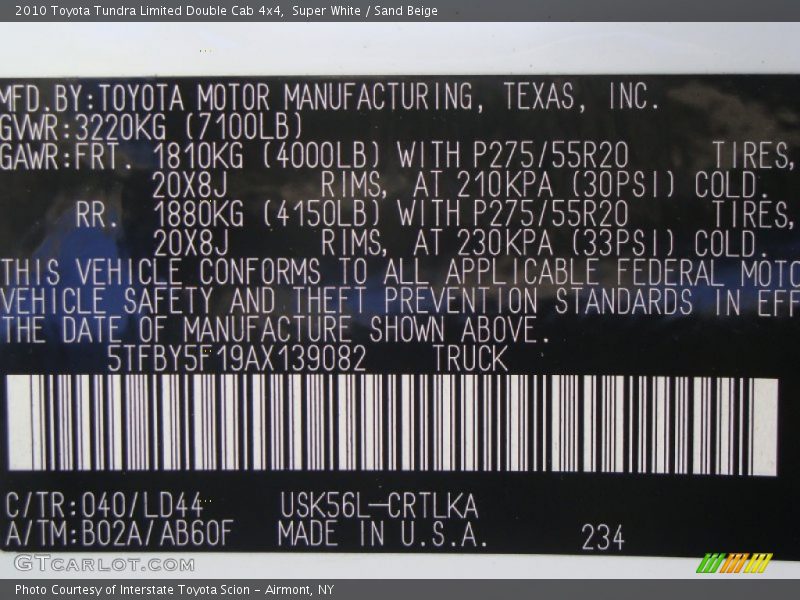 2010 Toyota Tundra Limited Double Cab 4x4,  Super White / Sand Beige
MFD.BY:TOYOTA MOTOR MANUFACTURING, TEXAS, INC.
GVWR:3220KG (7100LB)
GAWR:FRT. 1810KG (4000LB) WITH P275/55R20 TIRES,
20X8J RIMS, AT 210KPA (30PSI) COLD.
RR. 1880KG (4150LB) WITH P275/55R20 TIRES,
20X8J RIMS, AT 230KPA (33PSI) COLD.
THIS VEHICLE CONFORMS TO ALL APPLICABLE FEDERAL MOTO
VEHICLE SAFETY AND THEFT PREVENTION STANDARDS IN EFF
THE DATE OF MANUFACTURE SHOWN ABOVE.
5TFBY5F19AX139082 TRUCK
C/TR:040/LD44 USK56L-CRTLKA
A/TM:B02A/AB60F MADE IN U.S.A. 234
GTCARLOT.COM
Photo Courtesy of Interstate Toyota Scion - Airmont, NY